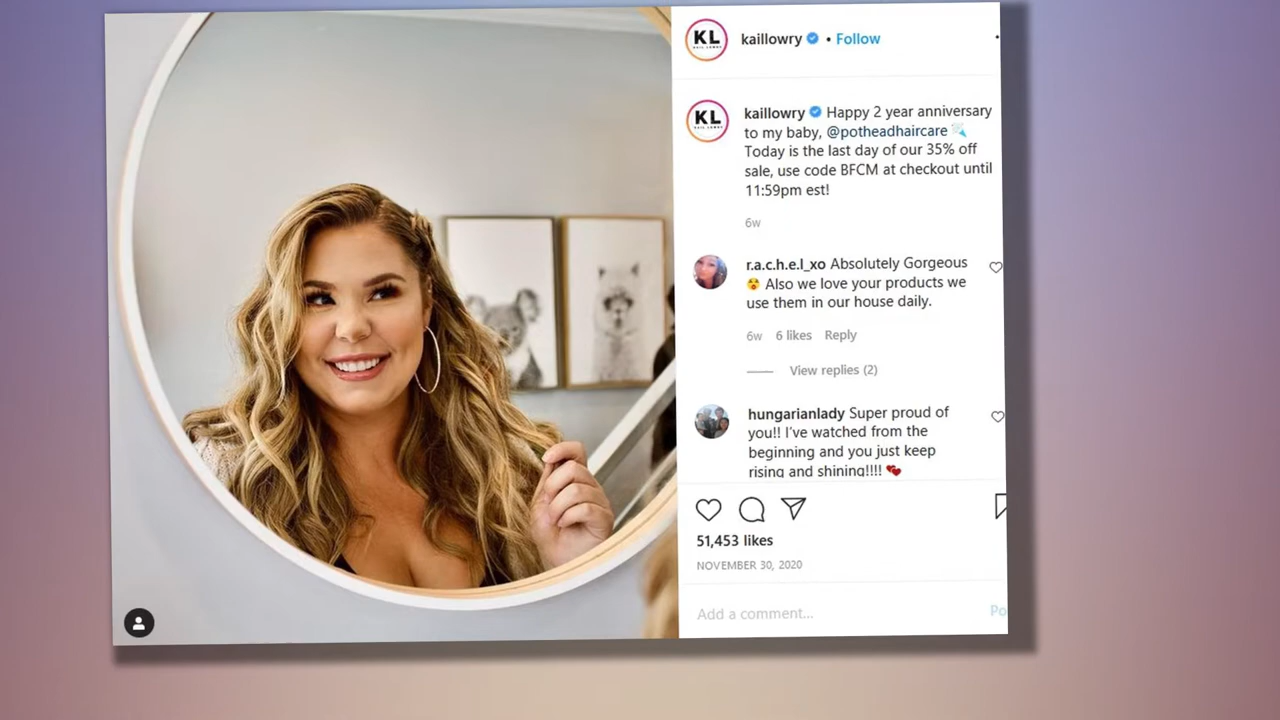 KL
kaillowry • Follow
KL
kaillowry Happy 2 year anniversary
to my baby, @potheadhaircare
Today is the last day of our 35% off
sale, use code BFCM at checkout until
11:59pm est!
6w
r.a.c.h.e.l_xo Absolutely Gorgeous
😲 Also we love your products we
use them in our house daily.
6w 6 likes Reply
View replies (2)
hungarianlady Super proud of
you!! I've watched from the
beginning and you just keep
rising and shining!!!! 💕
51,453 likes
NOVEMBER 30, 2020
Add a comment... Po